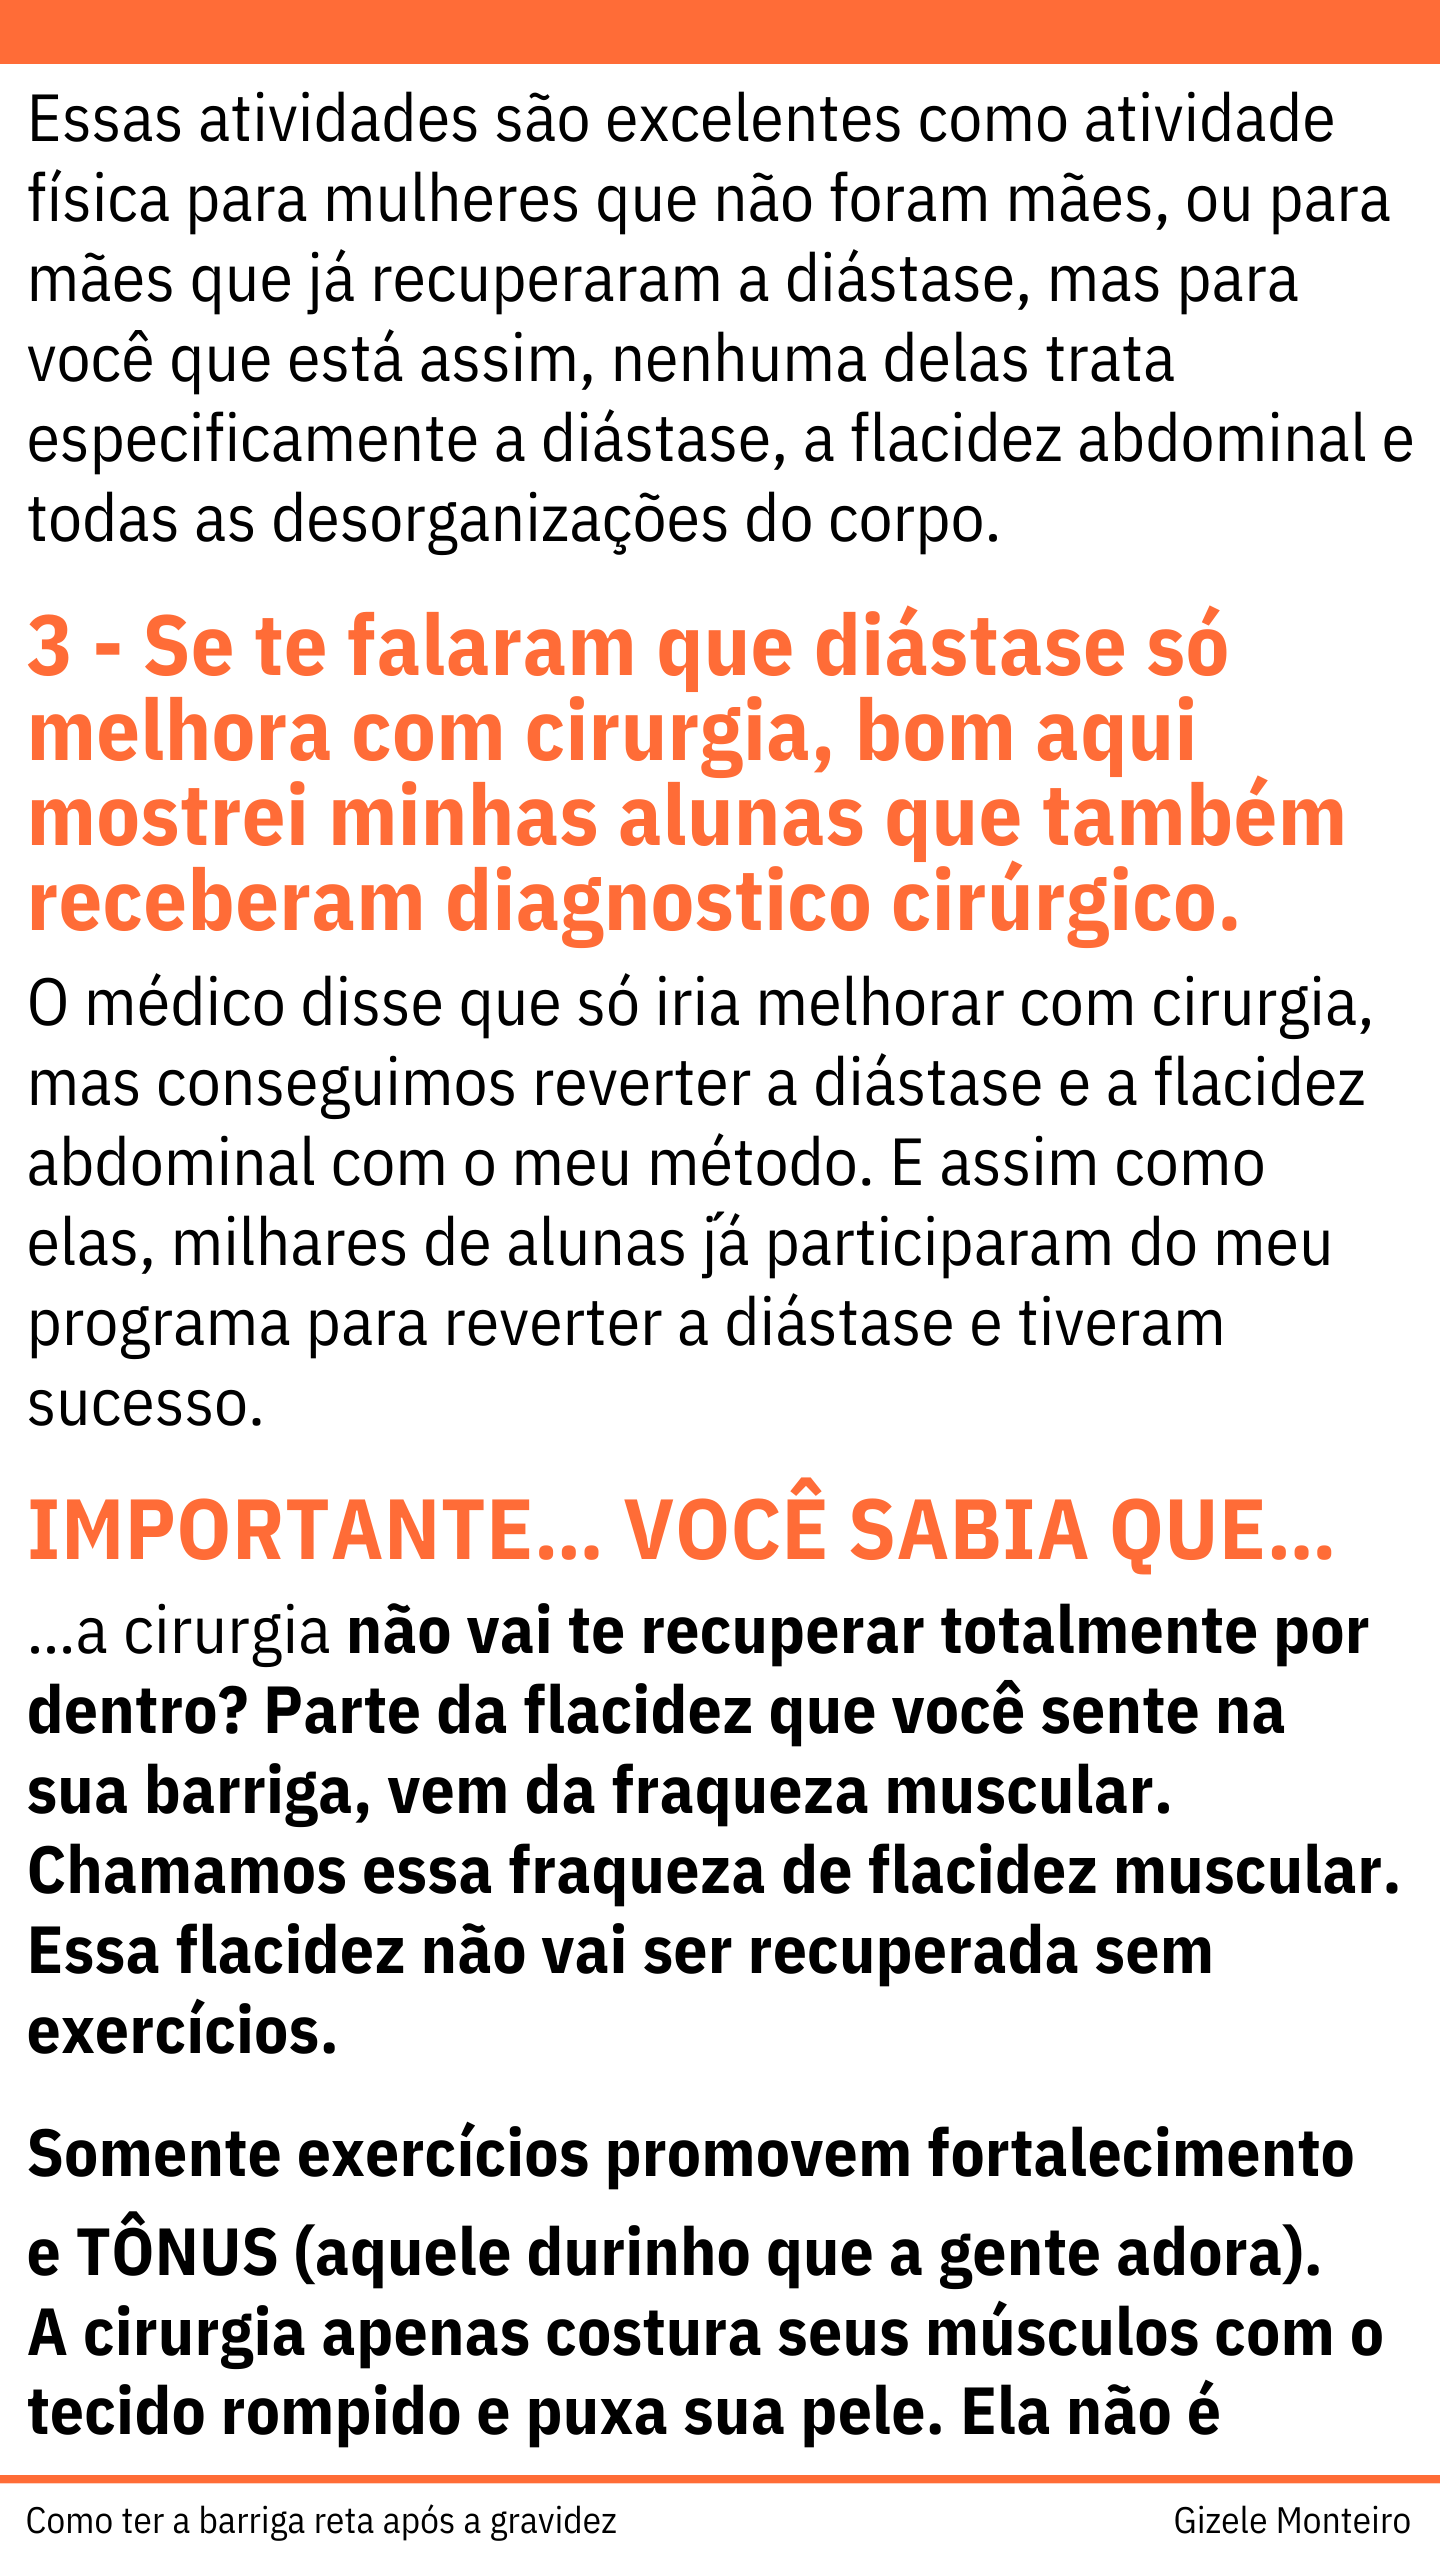 Essas atividades são excelentes como atividade
física para mulheres que não foram mães, ou para
mães que já recuperaram a diástase, mas para
você que está assim, nenhuma delas trata
especificamente a diástase, a flacidez abdominal e
todas as desorganizações do corpo.
3 - Se te falaram que diástase só
melhora com cirurgia, bom aqui
mostrei minhas alunas que também
receberam diagnostico cirúrgico.
O médico disse que só iria melhorar com cirurgia,
mas conseguimos reverter a diástase e a flacidez
abdominal com o meu método. E assim como
elas, milhares de alunas j́á participaram do meu
programa para reverter a diástase e tiveram
sucesso.
IMPORTANTE... VOCÊ SABIA QUE...
...a cirurgia não vai te recuperar totalmente por
dentro? Parte da flacidez que você sente na
sua barriga, vem da fraqueza muscular.
Chamamos essa fraqueza de flacidez muscular.
Essa flacidez não vai ser recuperada sem
exercícios.
Somente exercícios promovem fortalecimento
e TÔNUS (aquele durinho que a gente adora).
A cirurgia apenas costura seus músculos com o
tecido rompido e puxa sua pele. Ela não é
Como ter a barriga reta após a gravidez
Gizele Monteiro